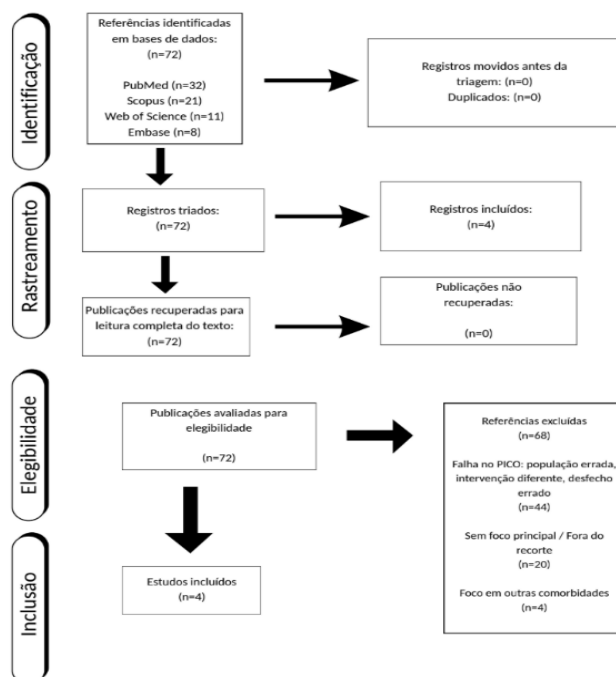 Identificação
Referências identificadas
em bases de dados:
(n=72)
PubMed (n=32)
Scopus (n=21)
Web of Science (n=11)
Embase (n=8)
Registros movidos antes da
triagem: (n=0)
Duplicados: (n=0)
Rastreamento
Registros triados:
(n=72)
Registros incluídos:
(n=4)
Publicações recuperadas para
leitura completa do texto:
(n=72)
Publicações não
recuperadas:
(n=0)
Elegibilidade
Publicações avaliadas para
elegibilidade
(n=72)
Referências excluídas
(n=68)
Falha no PICO: população errada,
intervenção diferente, desfecho
errado
(n=44)
Sem foco principal / Fora do
recorte
(n=20)
Foco em outras comorbidades
(n=4)
Inclusão
Estudos incluídos
(n=4)